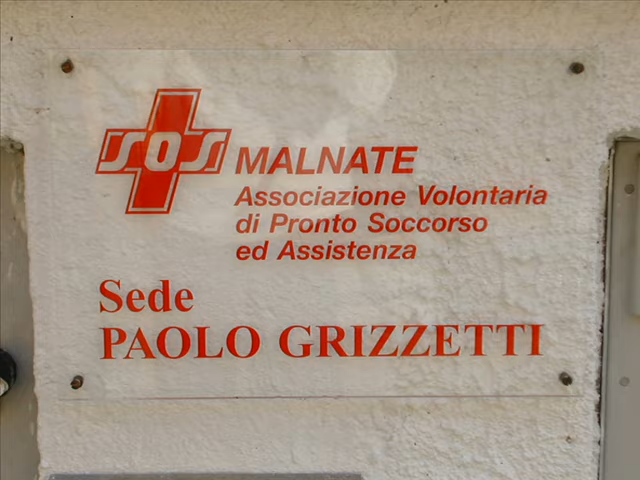 SOS MALNATE
Associazione Volontaria
di Pronto Soccorso
ed Assistenza
Sede
PAOLO GRIZZETTI